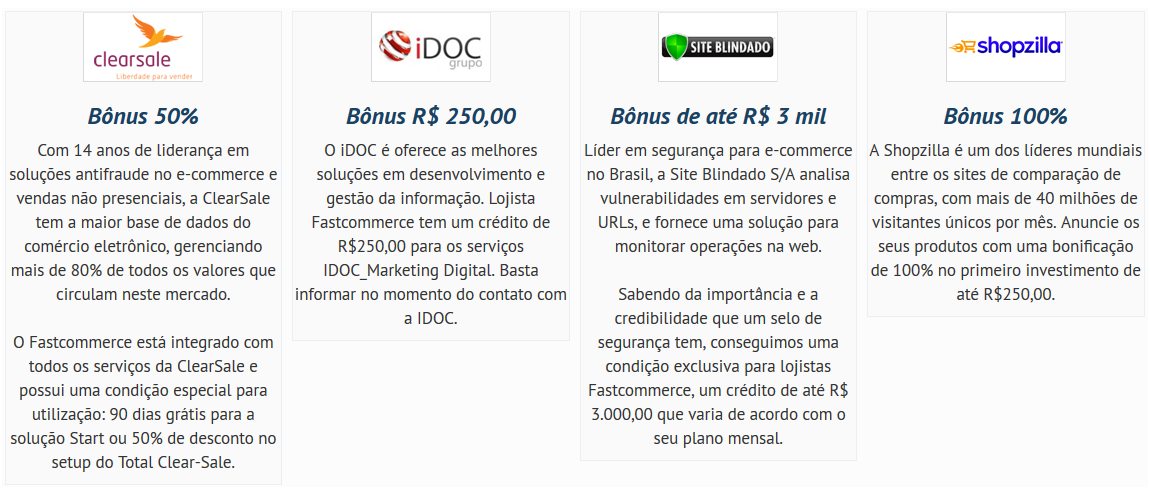 clearsale
Liberdade para vender
Bônus 50%
Com 14 anos de liderança em
soluções antifraude no e-commerce e
vendas não presenciais, a ClearSale
tem a maior base de dados do
comércio eletrônico, gerenciando
mais de 80% de todos os valores que
circulam neste mercado.
O Fastcommerce está integrado com
todos os serviços da ClearSale e
possui uma condição especial para
utilização: 90 dias grátis para a
solução Start ou 50% de desconto no
setup do Total Clear-Sale.
iDOC
grupo
Bônus R$ 250,00
O iDOC é oferece as melhores
soluções em desenvolvimento e
gestão da informação. Lojista
Fastcommerce tem um crédito de
R$250,00 para os serviços
IDOC_Marketing Digital. Basta
informar no momento do contato com
a IDOC.
SITE BLINDADO
Bônus de até R$ 3 mil
Líder em segurança para e-commerce
no Brasil, a Site Blindado S/A analisa
vulnerabilidades em servidores e
URLs, e fornece uma solução para
monitorar operações na web.
Sabendo da importância e a
credibilidade que um selo de
segurança tem, conseguimos uma
condição exclusiva para lojistas
Fastcommerce, um crédito de até R$
3.000,00 que varia de acordo com o
seu plano mensal.
shopzilla
Bônus 100%
A Shopzilla é um dos líderes mundiais
entre os sites de comparação de
compras, com mais de 40 milhões de
visitantes únicos por mês. Anuncie os
seus produtos com uma bonificação
de 100% no primeiro investimento de
até R$250,00.